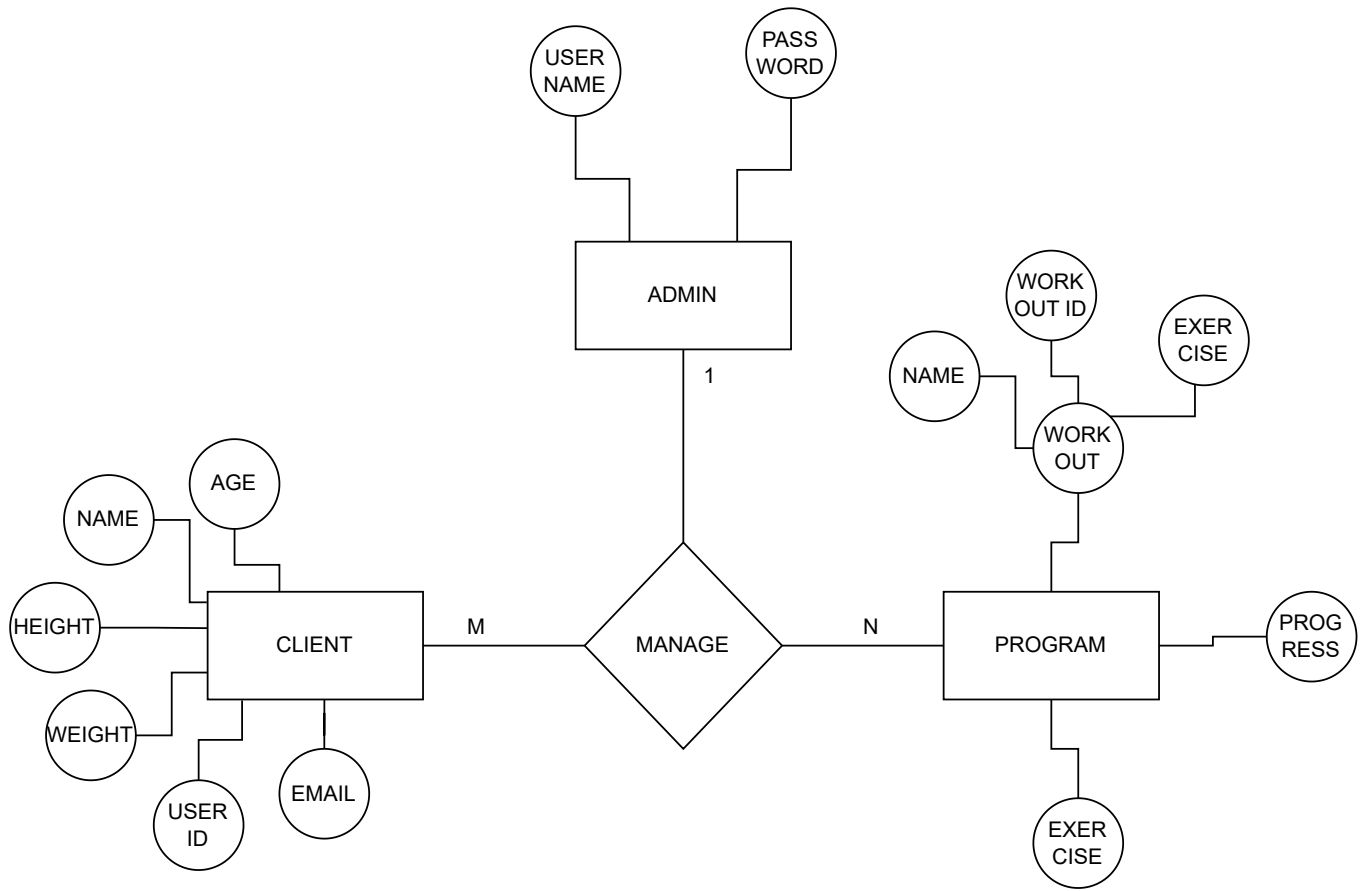 USER
NAME
PASS
WORD
ADMIN
1
WORK
OUT ID
EXER
CISE
NAME
WORK
OUT
AGE
NAME
HEIGHT
CLIENT
M
MANAGE
N
PROGRAM
PROG
RESS
WEIGHT
USER
ID
EMAIL
EXER
CISE